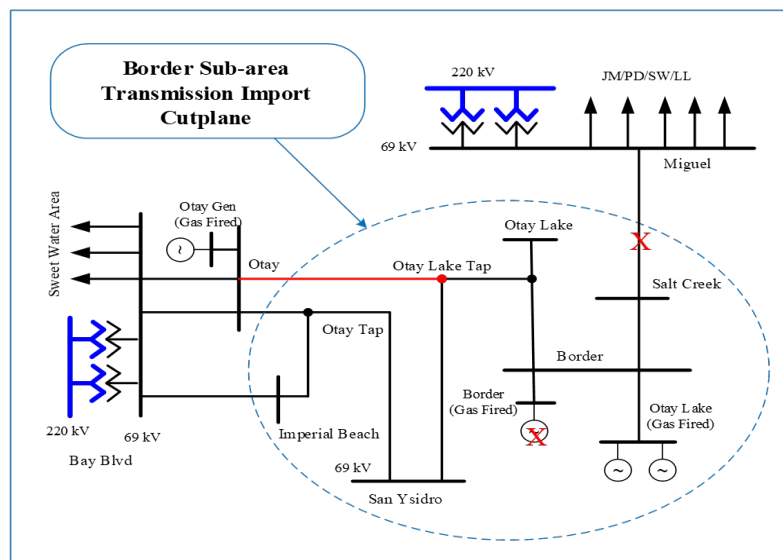 Border Sub-area
Transmission Import
Cutplane
220 kV
JM/PD/SW/LL
69 kV
Miguel
Sweet Water Area
Otay Gen
(Gas Fired)
~
Otay
Otay Lake
Otay Lake Tap
X
Salt Creek
Otay Tap
Border
Border
(Gas Fired)
X
Otay Lake
(Gas Fired)
~
~
Imperial Beach
220 kV
69 kV
Bay Blvd
69 kV
San Ysidro